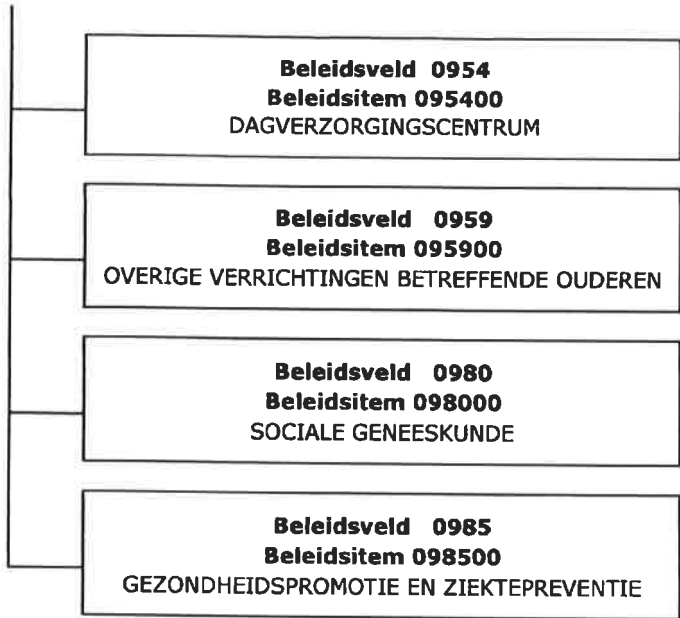 Beleidsveld 0954
Beleidsitem 095400
DAGVERZORGINGSCENTRUM
Beleidsveld 0959
Beleidsitem 095900
OVERIGE VERRICHTINGEN BETREFFENDE OUDEREN
Beleidsveld 0980
Beleidsitem 098000
SOCIALE GENEESKUNDE
Beleidsveld 0985
Beleidsitem 098500
GEZONDHEIDSPROMOTIE EN ZIEKTEPREVENTIE